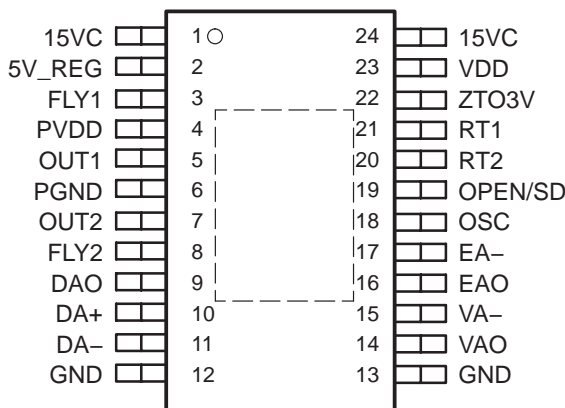 15VC 1 24 15VC
5V_REG 2 23 VDD
FLY1 3 22 ZTO3V
PVDD 4 21 RT1
OUT1 5 20 RT2
PGND 6 19 OPEN/SD
OUT2 7 18 OSC
FLY2 8 17 EA−
DAO 9 16 EAO
DA+ 10 15 VA−
DA− 11 14 VAO
GND 12 13 GND